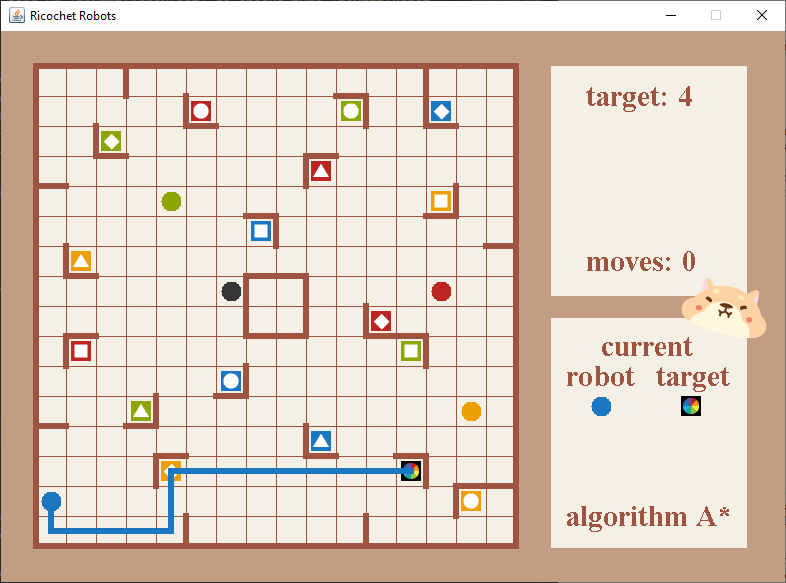 Ricochet Robots
target: 4
moves: 0
current
robot target
algorithm A*